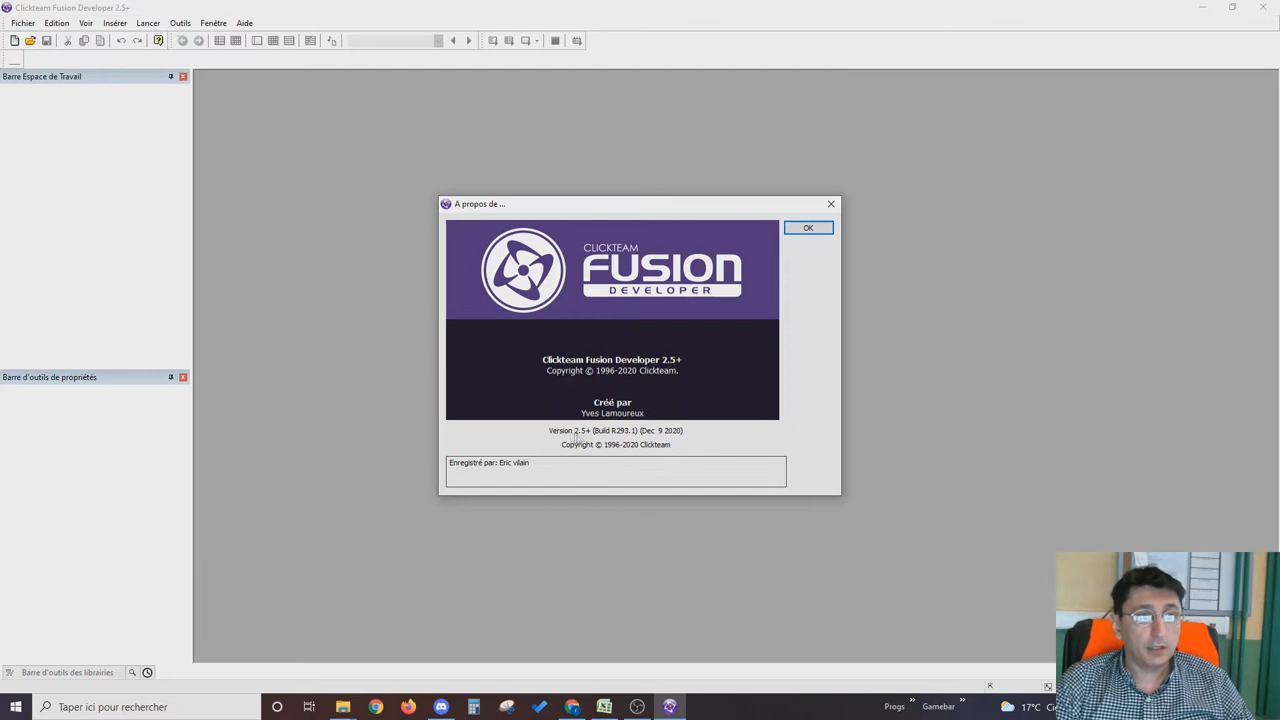 Clickteam Fusion Developer 2.5+
Fichier Edition Voir Insérer Lancer Outils Fenêtre Aide
Barre Espace de Travail
A propos de ...
OK
CLICKTEAM
FUSION
DEVELOPER
Clickteam Fusion Developer 2.5+
Copyright © 1996-2020 Clickteam.
Créé par
Yves Lamoureux
Version 2.5+ (Build R293.1) (Dec 9 2020)
Copyright © 1996-2020 Clickteam
Enregistré par: Eric vilain
Barre d'outils de propriétés
Barre d'outils des librairies
Taper ici pour rechercher
Progs » Gamebar » 17°C